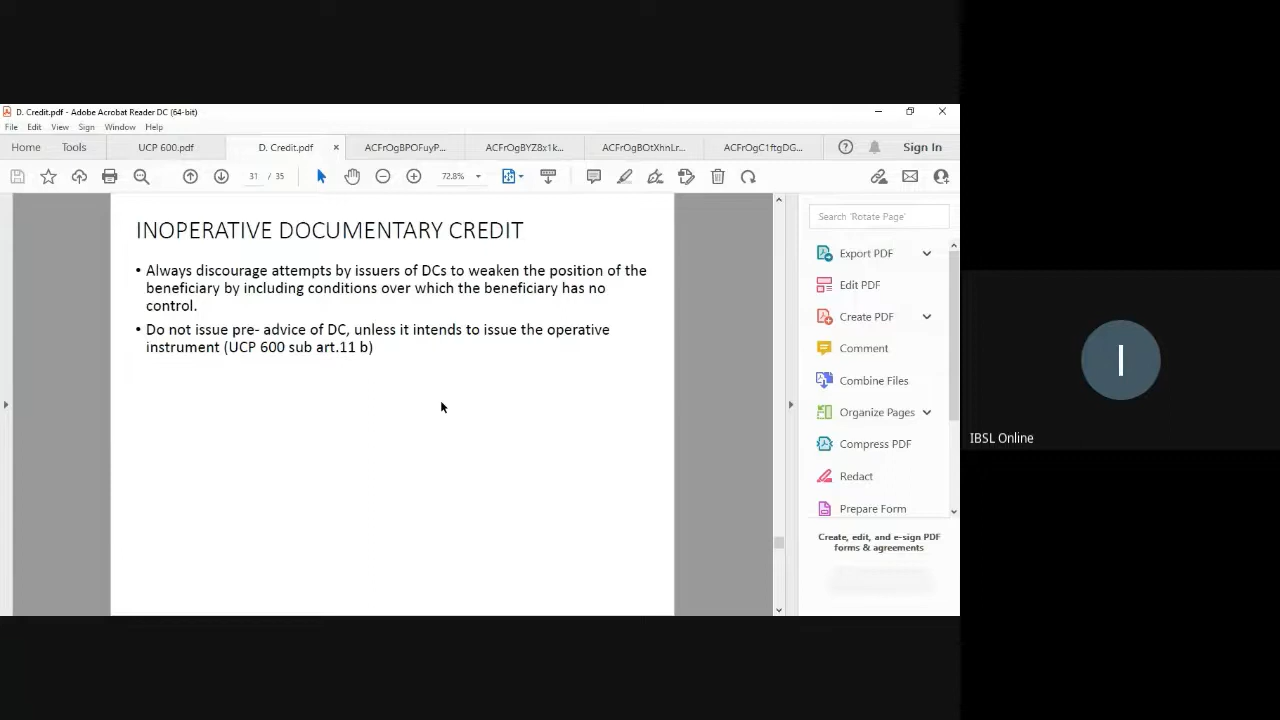 D. Credit.pdf - Adobe Acrobat Reader DC (64-bit)
File Edit View Sign Window Help
Home Tools UCP 600.pdf D. Credit.pdf × ACFrOgBPOFuyP... ACFrOgBYZ8x1k... ACFrOgBOtXhnLr... ACFrOgC1ftgDG... Sign In
31 / 35 72.8%
INOPERATIVE DOCUMENTARY CREDIT
• Always discourage attempts by issuers of DCs to weaken the position of the
beneficiary by including conditions over which the beneficiary has no
control.
• Do not issue pre- advice of DC, unless it intends to issue the operative
instrument (UCP 600 sub art.11 b)
Search 'Rotate Page'
Export PDF
Edit PDF
Create PDF
Comment
Combine Files
Organize Pages
Compress PDF
Redact
Prepare Form
Create, edit, and e-sign PDF
forms & agreements
I
IBSL Online